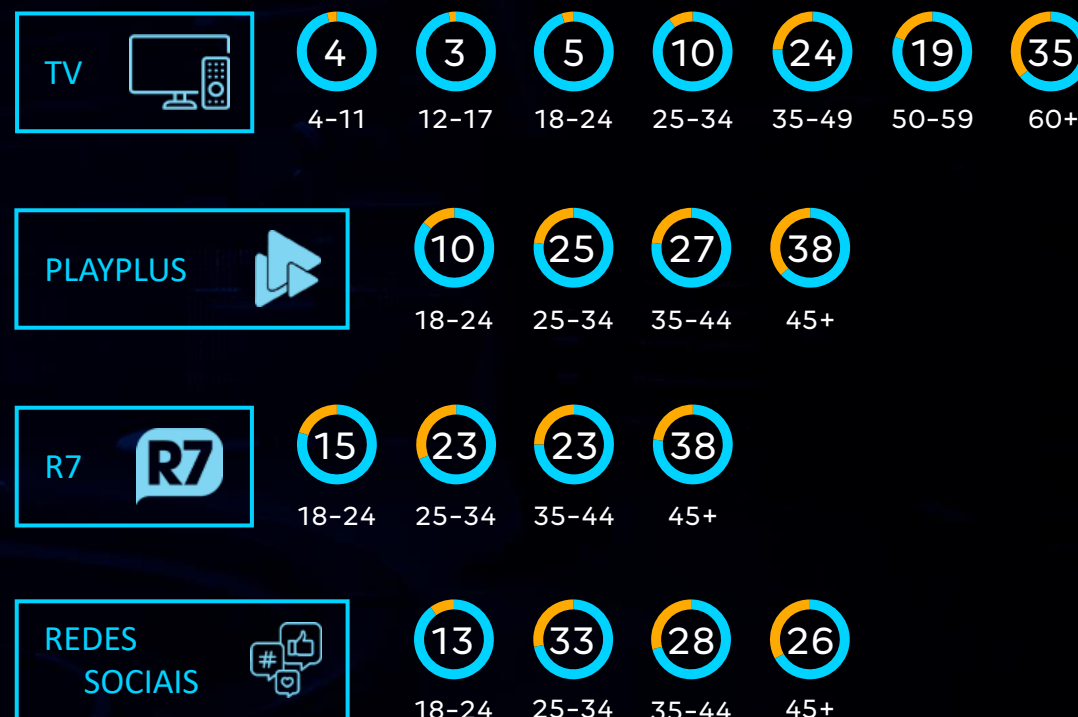 TV
4 3 5 10 24 19 35
4-11 12-17 18-24 25-34 35-49 50-59 60+
PLAYPLUS
10 25 27 38
18-24 25-34 35-44 45+
R7 R7
15 23 23 38
18-24 25-34 35-44 45+
REDES
SOCIAIS
#
13 33 28 26
18-24 25-34 35-44 45+